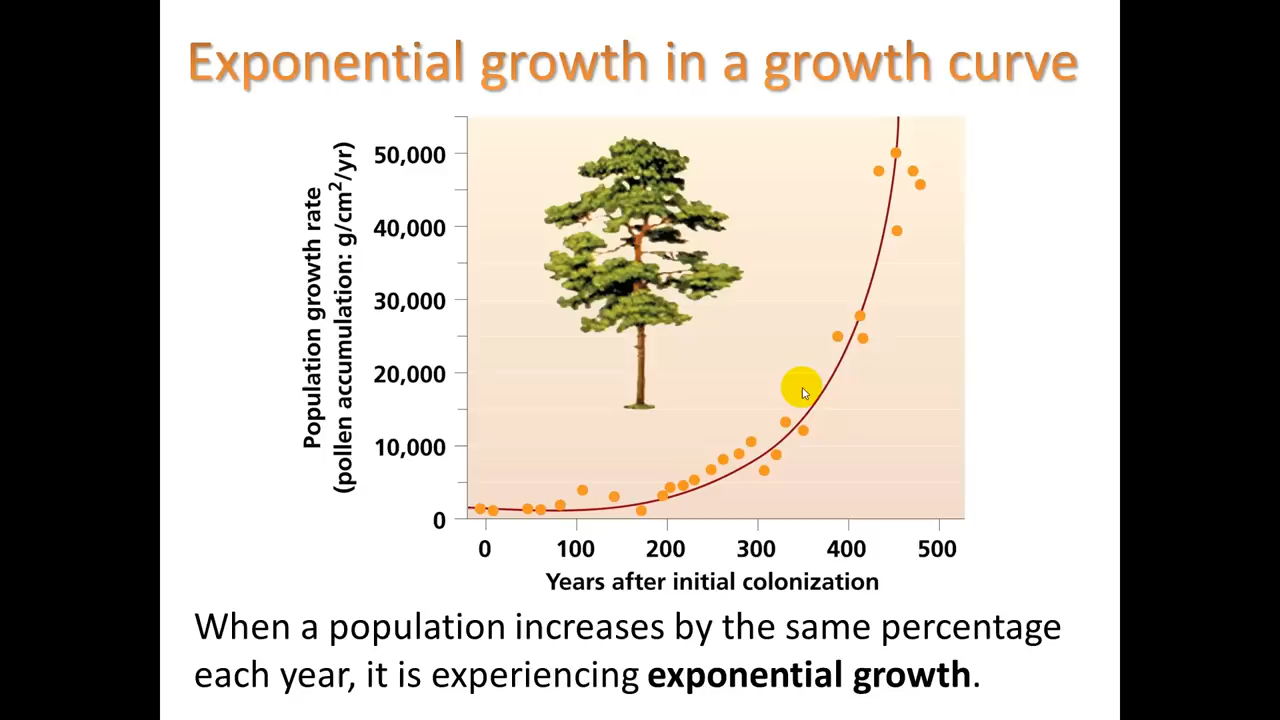 Exponential growth in a growth curve
Population growth rate
(pollen accumulation: g/cm²/yr)
50,000
40,000
30,000
20,000
10,000
0
0 100 200 300 400 500
Years after initial colonization
When a population increases by the same percentage
each year, it is experiencing exponential growth.